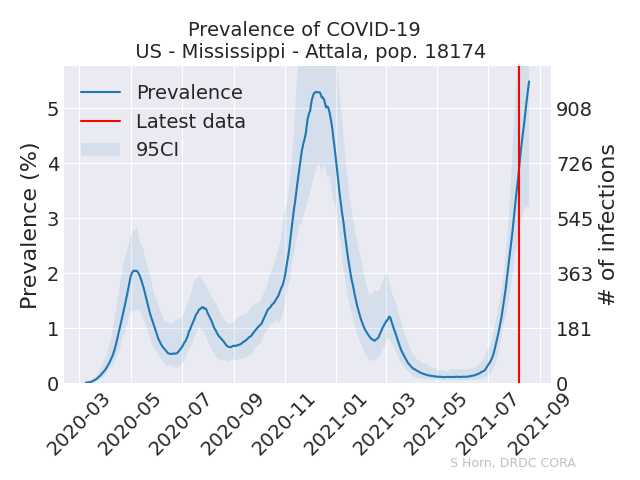 Prevalence of COVID-19
US - Mississippi - Attala, pop. 18174
Prevalence
Latest data
95CI
Prevalence (%)
5
4
3
2
1
0
908
726
545
363
181
0
# of infections
2020-03
2020-05
2020-07
2020-09
2020-11
2021-01
2021-03
2021-05
2021-07
2021-09
S Horn, DRDC CORA